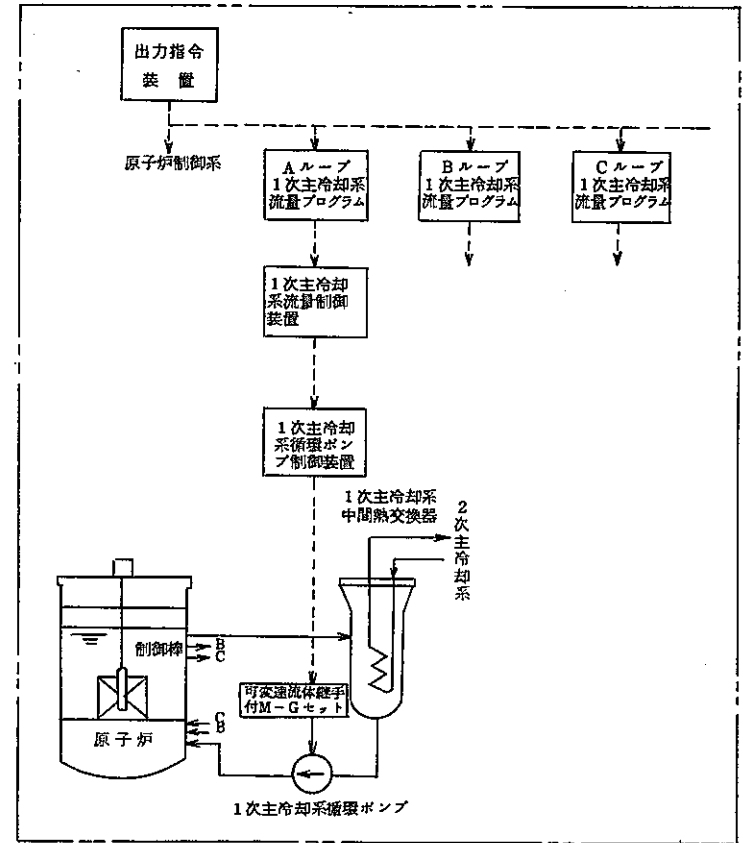 出力指令
装置
原子炉制御系
Aループ
1次主冷却系
流量プログラム
Bループ
1次主冷却系
流量プログラム
Cループ
1次主冷却系
流量プログラム
1次主冷却
系流量制御
装置
1次主冷却
系循環ポン
プ制御装置
1次主冷却系
中間熱交換器
2次主冷却系
制御棒
B
C
可変速流体継手
付M-Gセット
C
B
原子炉
1次主冷却系循環ポンプ